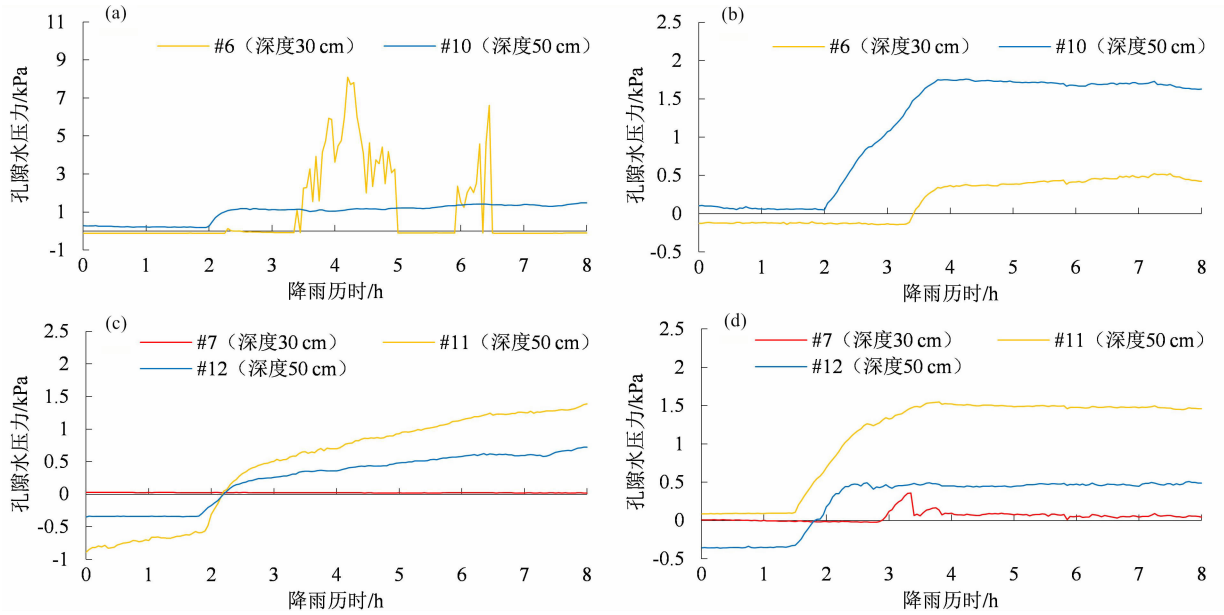 (a)
#6（深度30 cm） #10（深度50 cm）
孔隙水压力/kPa
11
9
7
5
3
1
-1
0 1 2 3 4 5 6 7 8
降雨历时/h
(b)
#6（深度30 cm） #10（深度50 cm）
孔隙水压力/kPa
2.5
2
1.5
1
0.5
0
-0.5
0 1 2 3 4 5 6 7 8
降雨历时/h
(c)
#7（深度30 cm） #11（深度50 cm）
#12（深度50 cm）
孔隙水压力/kPa
2.5
2
1.5
1
0.5
0
-0.5
-1
0 1 2 3 4 5 6 7 8
降雨历时/h
(d)
#7（深度30 cm） #11（深度50 cm）
#12（深度50 cm）
孔隙水压力/kPa
2.5
2
1.5
1
0.5
0
-0.5
0 1 2 3 4 5 6 7 8
降雨历时/h